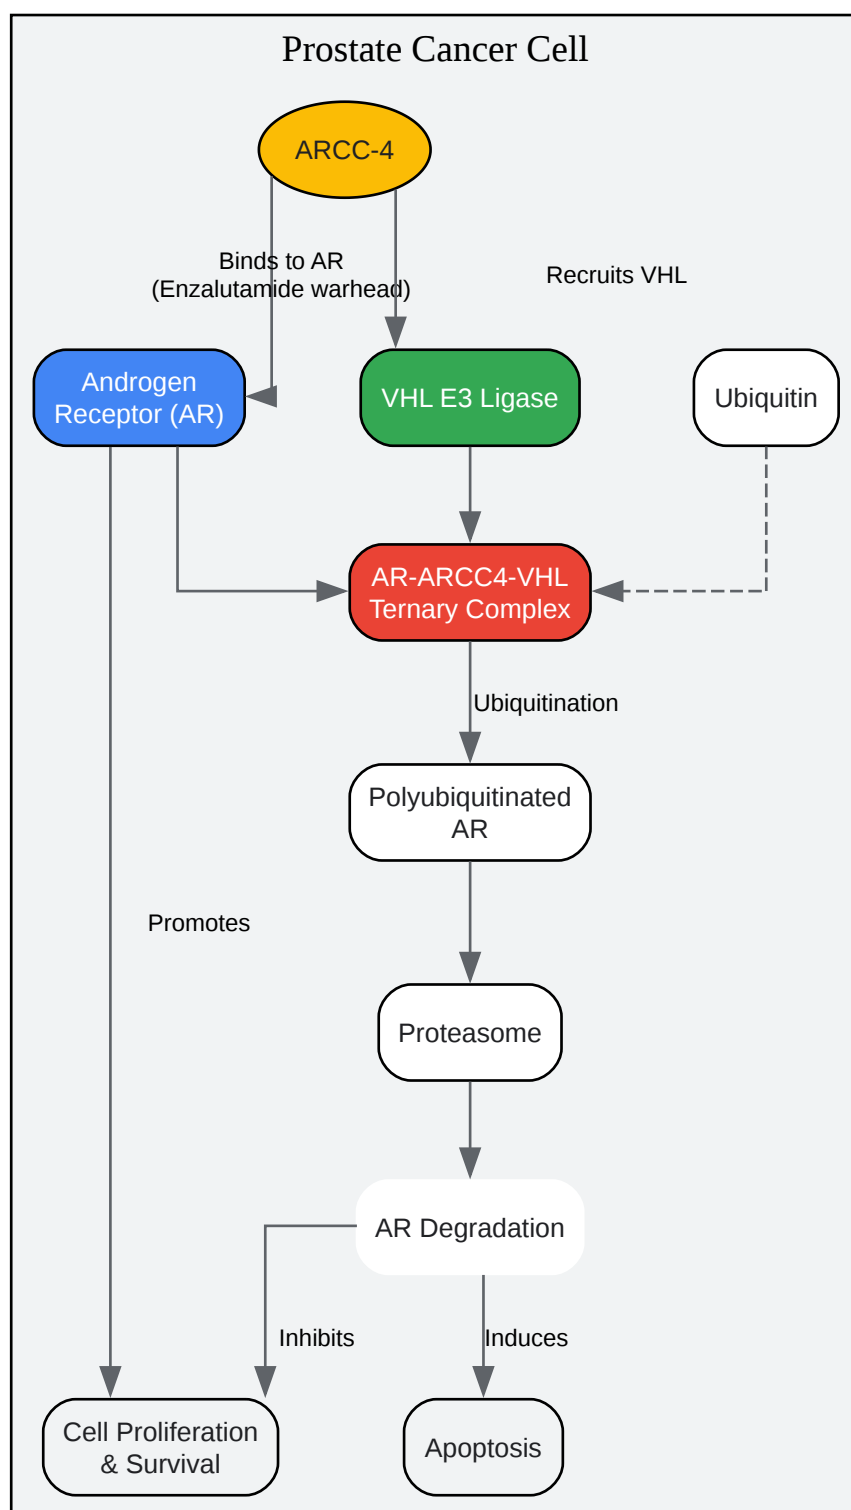 Prostate Cancer Cell
ARCC-4
Binds to AR
(Enzalutamide warhead)
Recruits VHL
Androgen
Receptor (AR)
VHL E3 Ligase
Ubiquitin
AR-ARCC4-VHL
Ternary Complex
Ubiquitination
Polyubiquitinated
AR
Promotes
Proteasome
AR Degradation
Inhibits
Induces
Cell Proliferation
& Survival
Apoptosis